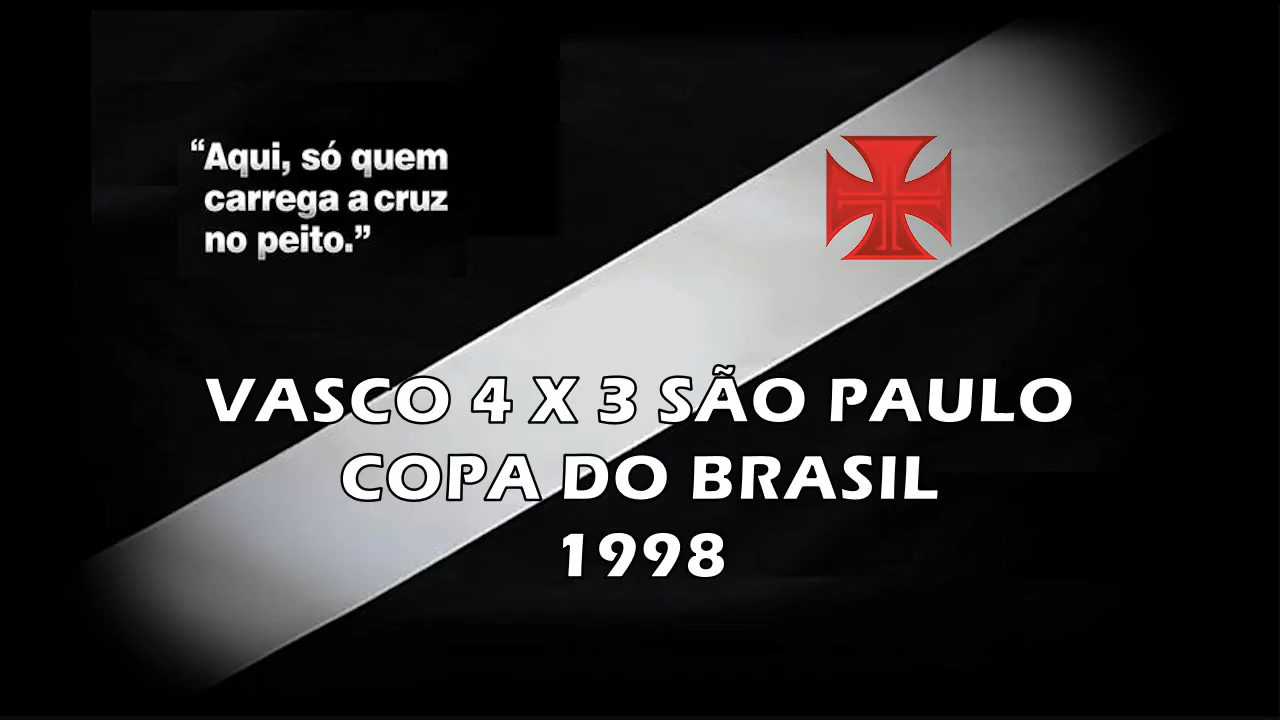 “Aqui, só quem
carrega a cruz
no peito.”
VASCO 4 X 3 SÃO PAULO
COPA DO BRASIL
1998